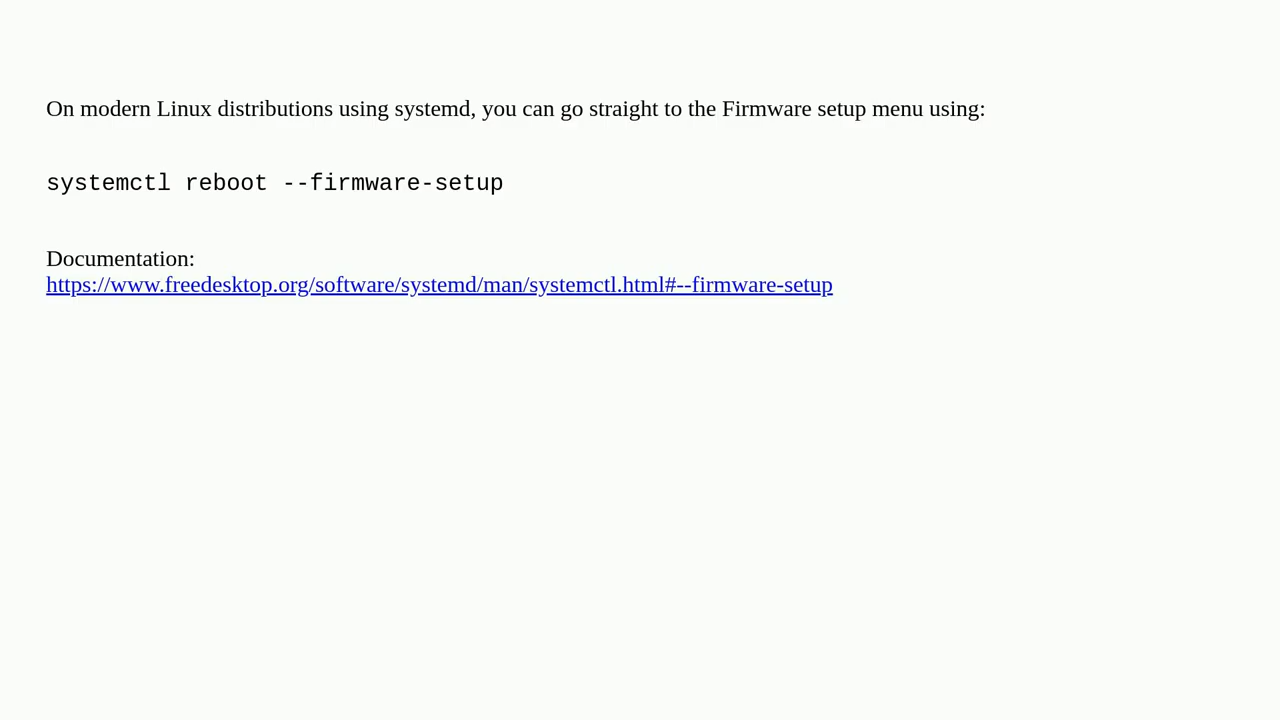 On modern Linux distributions using systemd, you can go straight to the Firmware setup menu using:
systemctl reboot --firmware-setup
Documentation:
https://www.freedesktop.org/software/systemd/man/systemctl.html#--firmware-setup